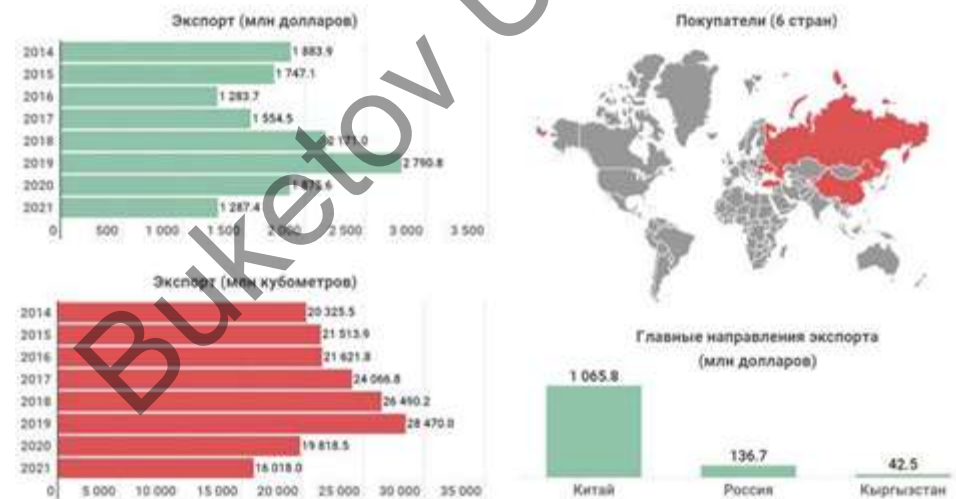 Экспорт (млн долларов)
2014 1 883.9
2015 1 747.1
2016 1 283.7
2017 1 554.5
2018 2 171.0
2019 2 790.8
2020
2021 1 287.4
0 500 1 000 1 500 2 000 2 500 3 000 3 500
Экспорт (млн кубометров)
2014 20 325.5
2015 21 513.9
2016 21 621.8
2017 24 066.8
2018 26 490.2
2019 28 470.0
2020 19 818.5
2021 16 018.0
0 5 000 10 000 15 000 20 000 25 000 30 000 35 000
Покупатели (6 стран)
Главные направления экспорта
(млн долларов)
1 065.8 136.7 42.5
Китай Россия Кыргызстан
Buketov